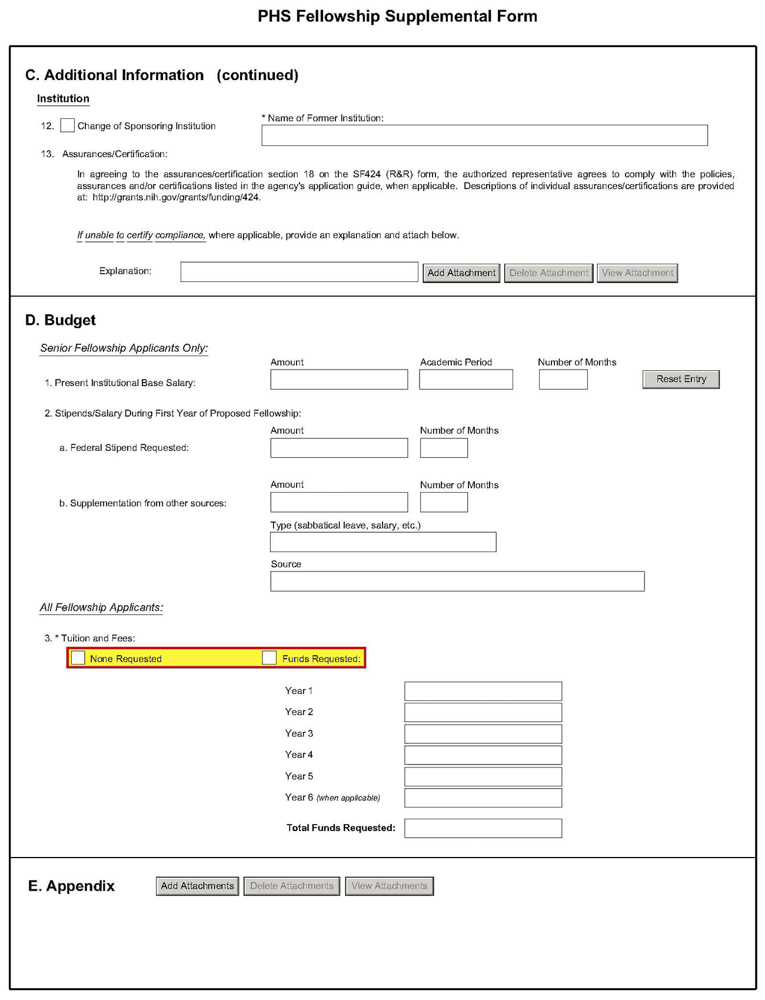 PHS Fellowship Supplemental Form
C. Additional Information (continued)
Institution
12. Change of Sponsoring Institution
* Name of Former Institution:
13. Assurances/Certification:
In agreeing to the assurances/certification section 18 on the SF424 (R&R) form, the authorized representative agrees to comply with the policies,
assurances and/or certifications listed in the agency's application guide, when applicable. Descriptions of individual assurances/certifications are provided
at: http://grants.nih.gov/grants/funding/424.
If unable to certify compliance, where applicable, provide an explanation and attach below.
Explanation: Add Attachment Delete Attachment View Attachment
D. Budget
Senior Fellowship Applicants Only:
Amount Academic Period Number of Months
1. Present Institutional Base Salary: Reset Entry
2. Stipends/Salary During First Year of Proposed Fellowship:
Amount Number of Months
a. Federal Stipend Requested:
Amount Number of Months
b. Supplementation from other sources:
Type (sabbatical leave, salary, etc.)
Source
All Fellowship Applicants:
3. * Tuition and Fees:
None Requested Funds Requested:
Year 1
Year 2
Year 3
Year 4
Year 5
Year 6 (when applicable)
Total Funds Requested:
E. Appendix Add Attachments Delete Attachments View Attachments